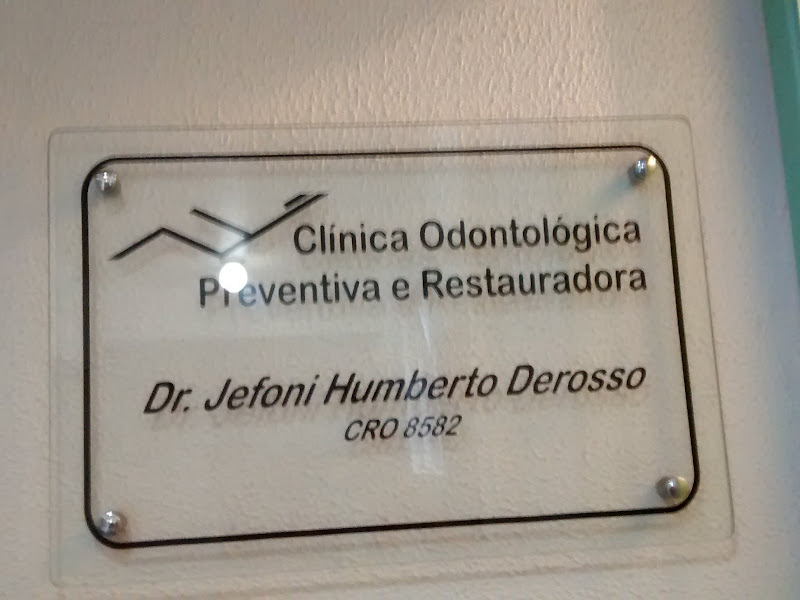 Clínica Odontológica
Preventiva e Restauradora
Dr. Jefoni Humberto Derosso
CRO 8582